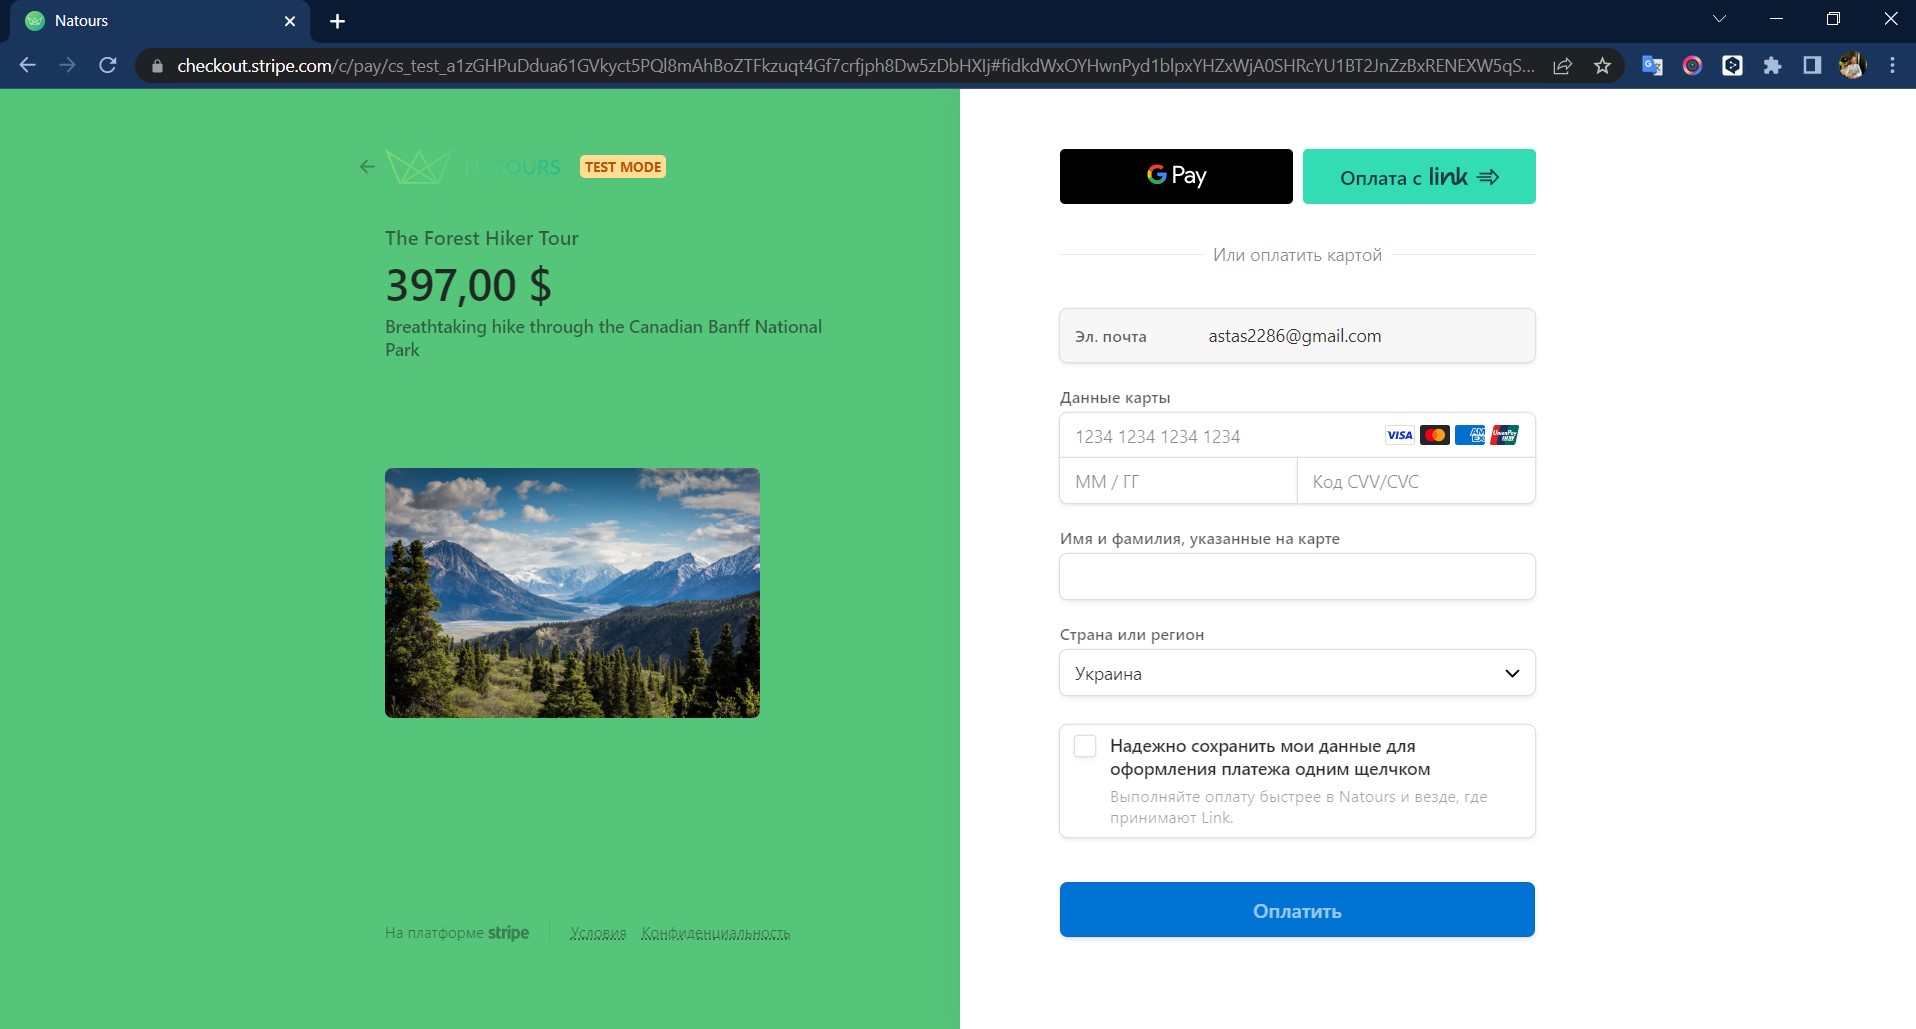 Natours
checkout.stripe.com/c/pay/cs_test_a1zGHPuDdua61GVkyct5PQl8mAhBoZTFkzuqt4Gf7crfjph8Dw5zDbHXIj#fidkdWxOYHwnPyd1blpxYHZxWjA0SHRcYU1BT2JnZzBxRENEXW5qS...
NATOURS TEST MODE
The Forest Hiker Tour
397,00 $
Breathtaking hike through the Canadian Banff National
Park
На платформе stripe
Условия Конфиденциальность
G Pay
Оплата с link
Или оплатить картой
Эл. почта astas2286@gmail.com
Данные карты
1234 1234 1234 1234 VISA AMEX UnionPay
ММ / ГГ Код CVV/CVC
Имя и фамилия, указанные на карте
Страна или регион
Украина
Надежно сохранить мои данные для
оформления платежа одним щелчком
Выполняйте оплату быстрее в Natours и везде, где
принимают Link.
Оплатить